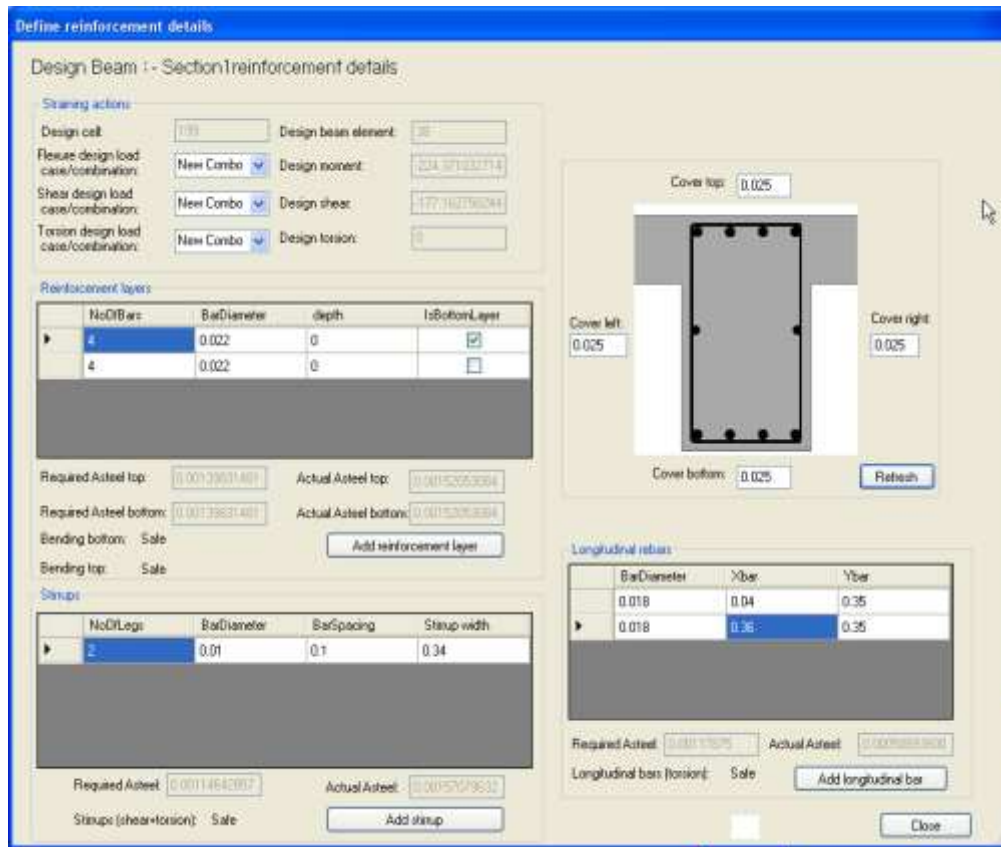 Define reinforcement details
Design Beam :- Section1reinforcement details
Straining actions
Design cell:
Design beam element:
Flexure design load case/combination:
New Combo
Design moment:
Shear design load case/combination:
New Combo
Design shear:
Torsion design load case/combination:
New Combo
Design torsion:
0
Reinforcement layers
NoOfBars BarDiameter depth IsBottomLayer
4 0.022 0
4 0.022 0
Required Asteel top:
Actual Asteel top:
Required Asteel bottom:
Actual Asteel bottom:
Bending bottom: Safe
Add reinforcement layer
Bending top: Safe
Stirrups
NoOfLegs BarDiameter BarSpacing Stirrup width
2 0.01 0.1 0.34
Required Asteel:
Actual Asteel:
Stirrups (shear+torsion): Safe
Add stirrup
Cover top: 0.025
Cover left:
0.025
Cover right:
0.025
Cover bottom: 0.025
Refresh
Longitudinal rebars
BarDiameter Xbar Ybar
0.018 0.04 0.35
0.018 0.36 0.35
Required Asteel:
Actual Asteel:
Longitudinal bars (torsion): Safe
Add longitudinal bar
Close